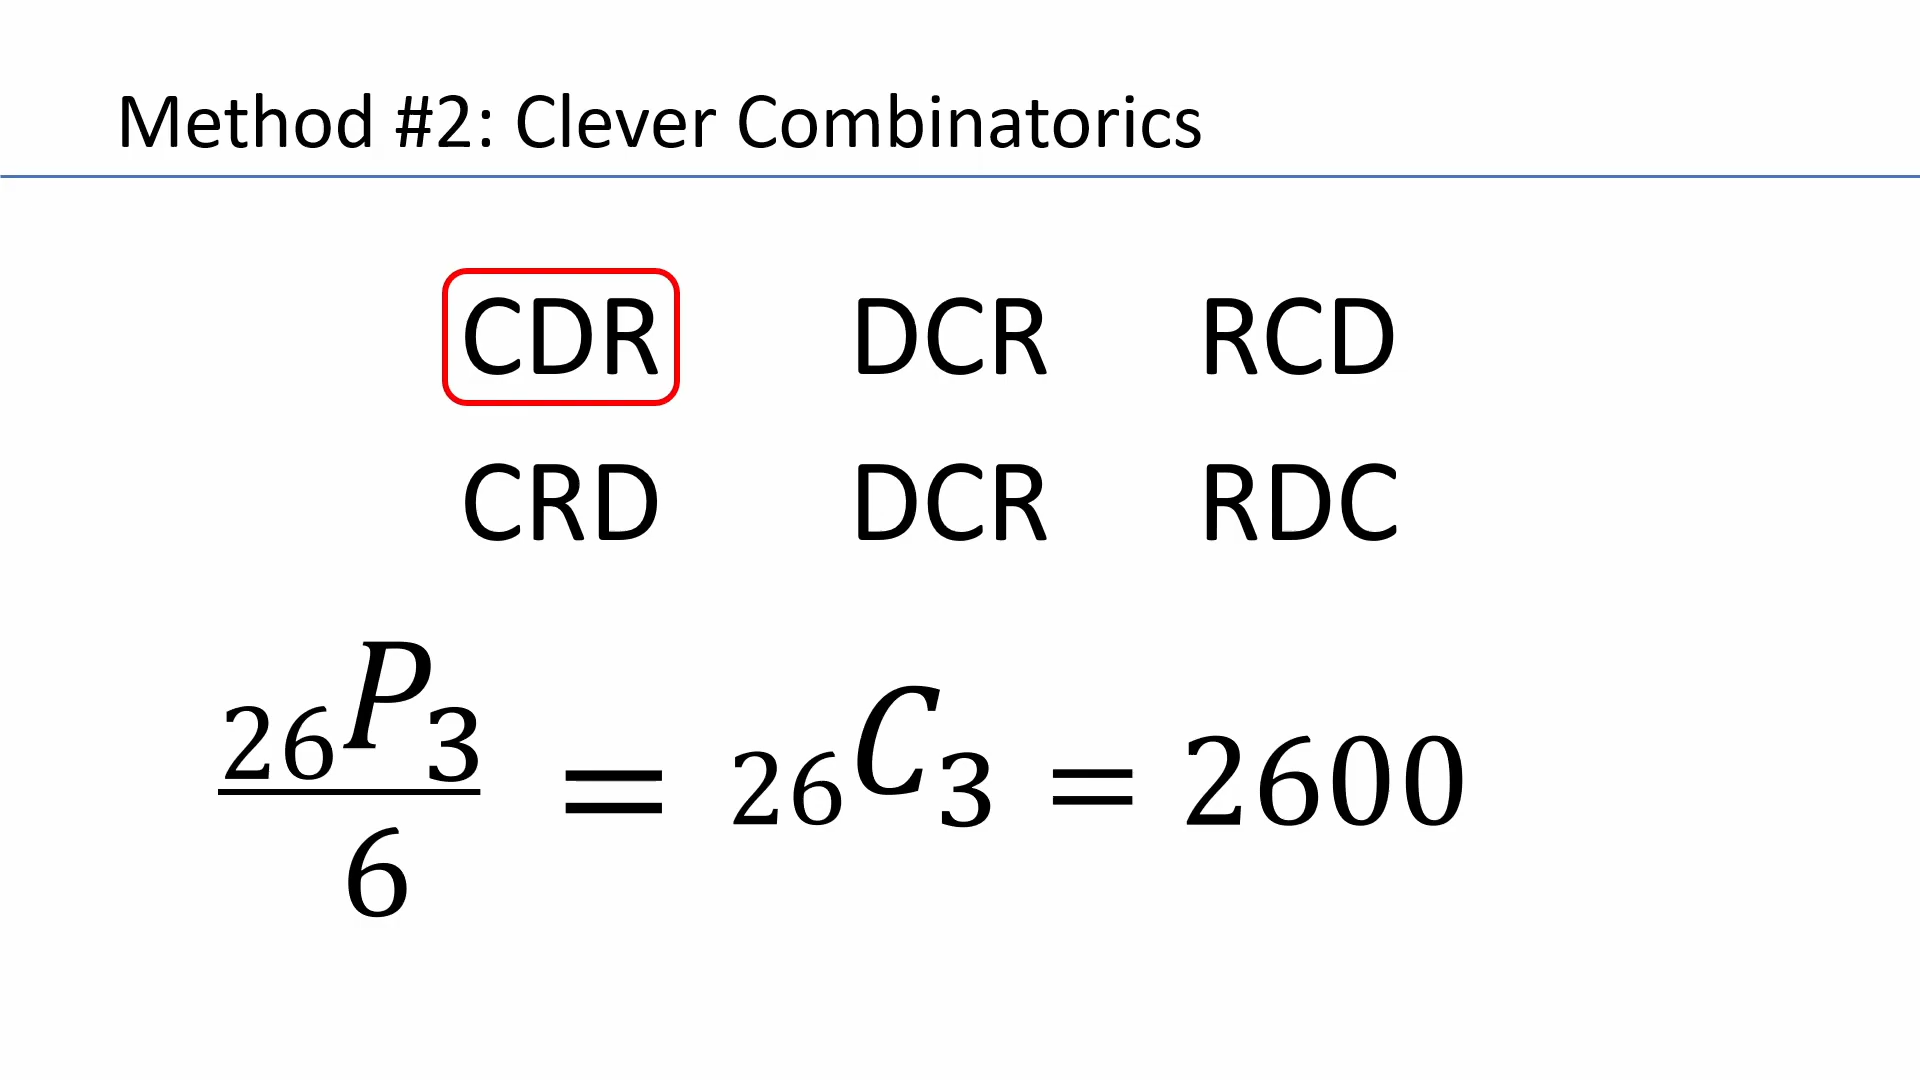 Method #2: Clever Combinatorics
CDR DCR RCD
CRD DCR RDC
26P3 / 6 = 26C3 = 2600